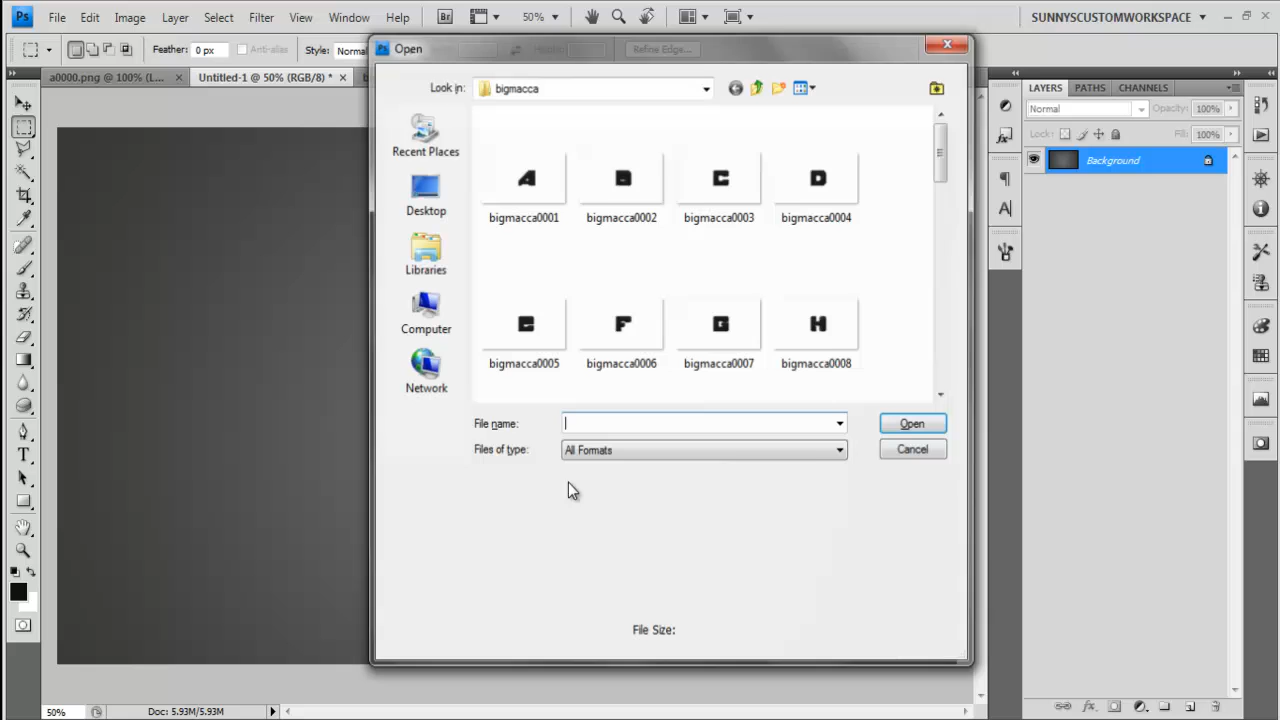 Ps File Edit Image Layer Select Filter View Window Help Br 50% SUNNYSCUSTOMWORKSPACE
Feather: 0 px Anti-alias Style: Normal Refine Edge...
a0000.png @ 100% (L... Untitled-1 @ 50% (RGB/8) *
Open
Look in: bigmacca
Recent Places
Desktop
Libraries
Computer
Network
A B C D
bigmacca0001 bigmacca0002 bigmacca0003 bigmacca0004
E F G H
bigmacca0005 bigmacca0006 bigmacca0007 bigmacca0008
File name: Open
Files of type: All Formats Cancel
File Size:
LAYERS PATHS CHANNELS
Normal Opacity: 100%
Lock: Fill: 100%
Background
50% Doc: 5.93M/5.93M